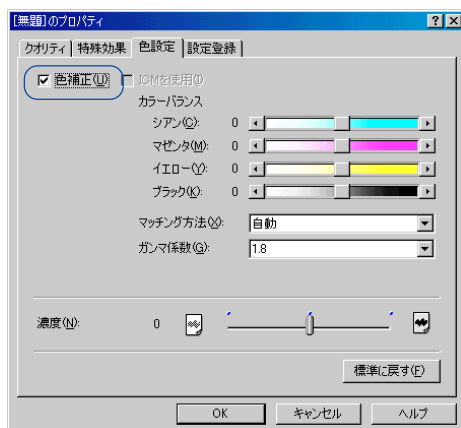 [無題]のプロパティ ? ×
クオリティ 特殊効果 色設定 設定登録
色補正(U) ICMを使用(I)
カラーバランス
シアン(C): 0
マゼンタ(M): 0
イエロー(Y): 0
ブラック(K): 0
マッチング方法(X): 自動
ガンマ係数(G): 1.8
濃度(N): 0
標準に戻す(F)
OK キャンセル ヘルプ